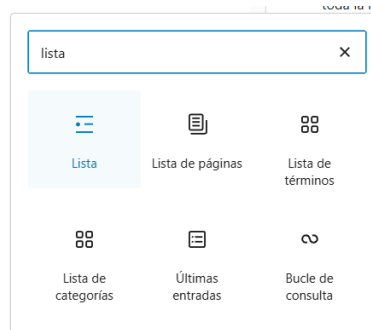 lista
Lista
Lista de páginas
Lista de
términos
Lista de
categorías
Últimas
entradas
Bucle de
consulta